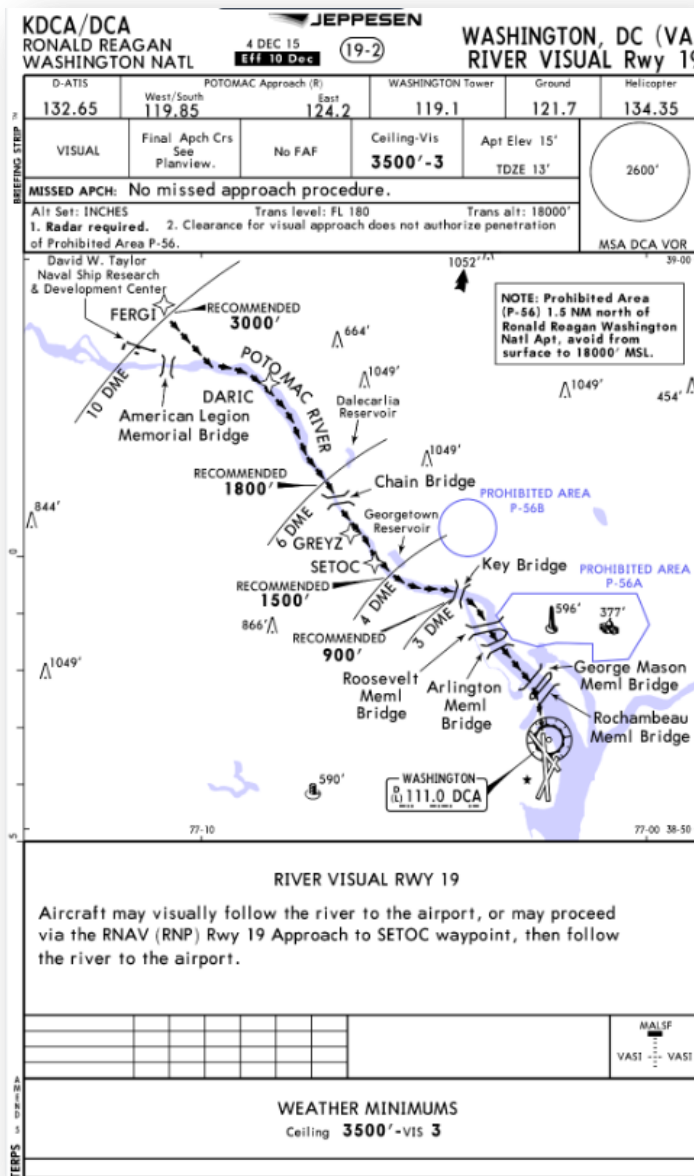 KDCA/DCA
RONALD REAGAN
WASHINGTON NATL
JEPPESEN
4 DEC 15
Eff 10 Dec
19-2
WASHINGTON, DC (VA
RIVER VISUAL Rwy 19
BRIEFING STRIP TM
D-ATIS
132.65
POTOMAC Approach (R)
West/South East
119.85 124.2
WASHINGTON Tower
119.1
Ground
121.7
Helicopter
134.35
VISUAL
Final Apch Crs
See
Planview.
No FAF
Ceiling-Vis
3500'-3
Apt Elev 15'
TDZE 13'
2600'
MSA DCA VOR
MISSED APCH: No missed approach procedure.
Alt Set: INCHES Trans level: FL 180 Trans alt: 18000'
1. Radar required. 2. Clearance for visual approach does not authorize penetration
of Prohibited Area P-56.
David W. Taylor
Naval Ship Research
& Development Center
FERGI
RECOMMENDED
3000'
1052'
39-00
NOTE: Prohibited Area
(P-56) 1.5 NM north of
Ronald Reagan Washington
Natl Apt, avoid from
surface to 18000' MSL.
664'
10 DME
DARIC
POTOMAC RIVER
1049'
1049'
454'
American Legion
Memorial Bridge
Dalecarlia
Reservoir
1049'
RECOMMENDED
1800'
Chain Bridge
PROHIBITED AREA
P-56B
844'
6 DME
Georgetown
Reservoir
GREYZ
SETOC
Key Bridge
PROHIBITED AREA
P-56A
RECOMMENDED
1500'
4 DME
596'
377'
866'
3 DME
RECOMMENDED
900'
1049'
Roosevelt
Meml
Bridge
Arlington
Meml
Bridge
George Mason
Meml Bridge
Rochambeau
Meml Bridge
590'
WASHINGTON
D
(L) 111.0 DCA
77-10
77-00 38-50
RIVER VISUAL RWY 19
Aircraft may visually follow the river to the airport, or may proceed
via the RNAV (RNP) Rwy 19 Approach to SETOC waypoint, then follow
the river to the airport.
MALSF
VASI VASI
WEATHER MINIMUMS
Ceiling 3500'-VIS 3
AMEND 5
TERPS